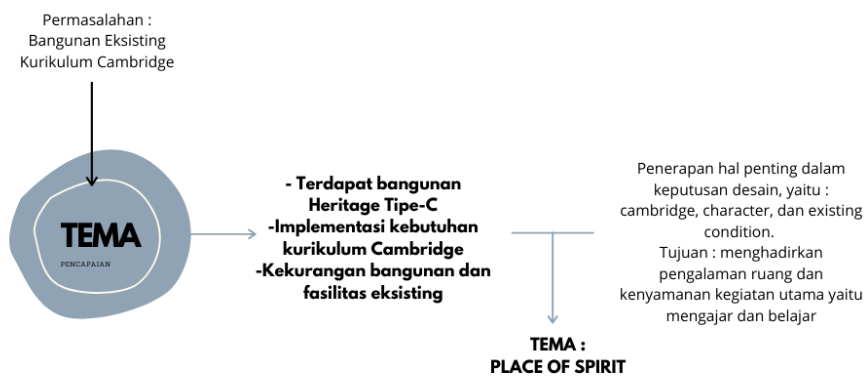 Permasalahan :
Bangunan Eksisting
Kurikulum Cambridge
TEMA
PENCAPAIAN
- Terdapat bangunan
Heritage Tipe-C
-Implementasi kebutuhan
kurikulum Cambridge
-Kekurangan bangunan dan
fasilitas eksisting
Penerapan hal penting dalam
keputusan desain, yaitu :
cambridge, character, dan existing
condition.
Tujuan : menghadirkan
pengalaman ruang dan
kenyamanan kegiatan utama yaitu
mengajar dan belajar
TEMA :
PLACE OF SPIRIT